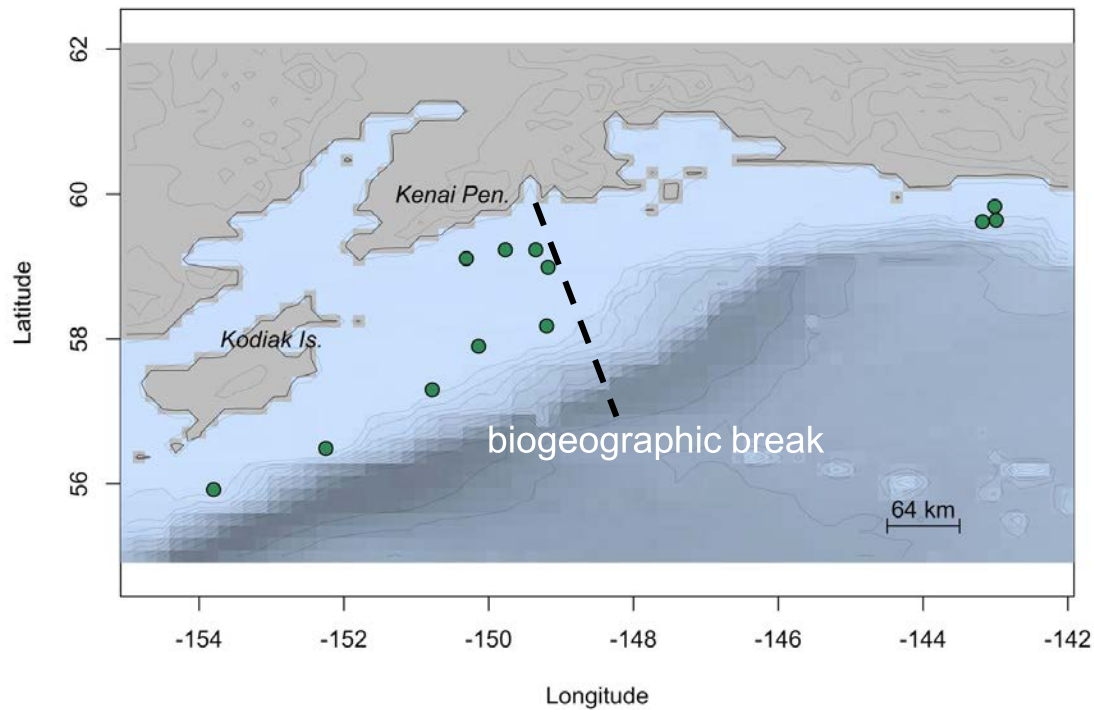 62
60
58
56
Latitude
Kenai Pen.
Kodiak Is.
biogeographic break
64 km
-154
-152
-150
-148
-146
-144
-142
Longitude